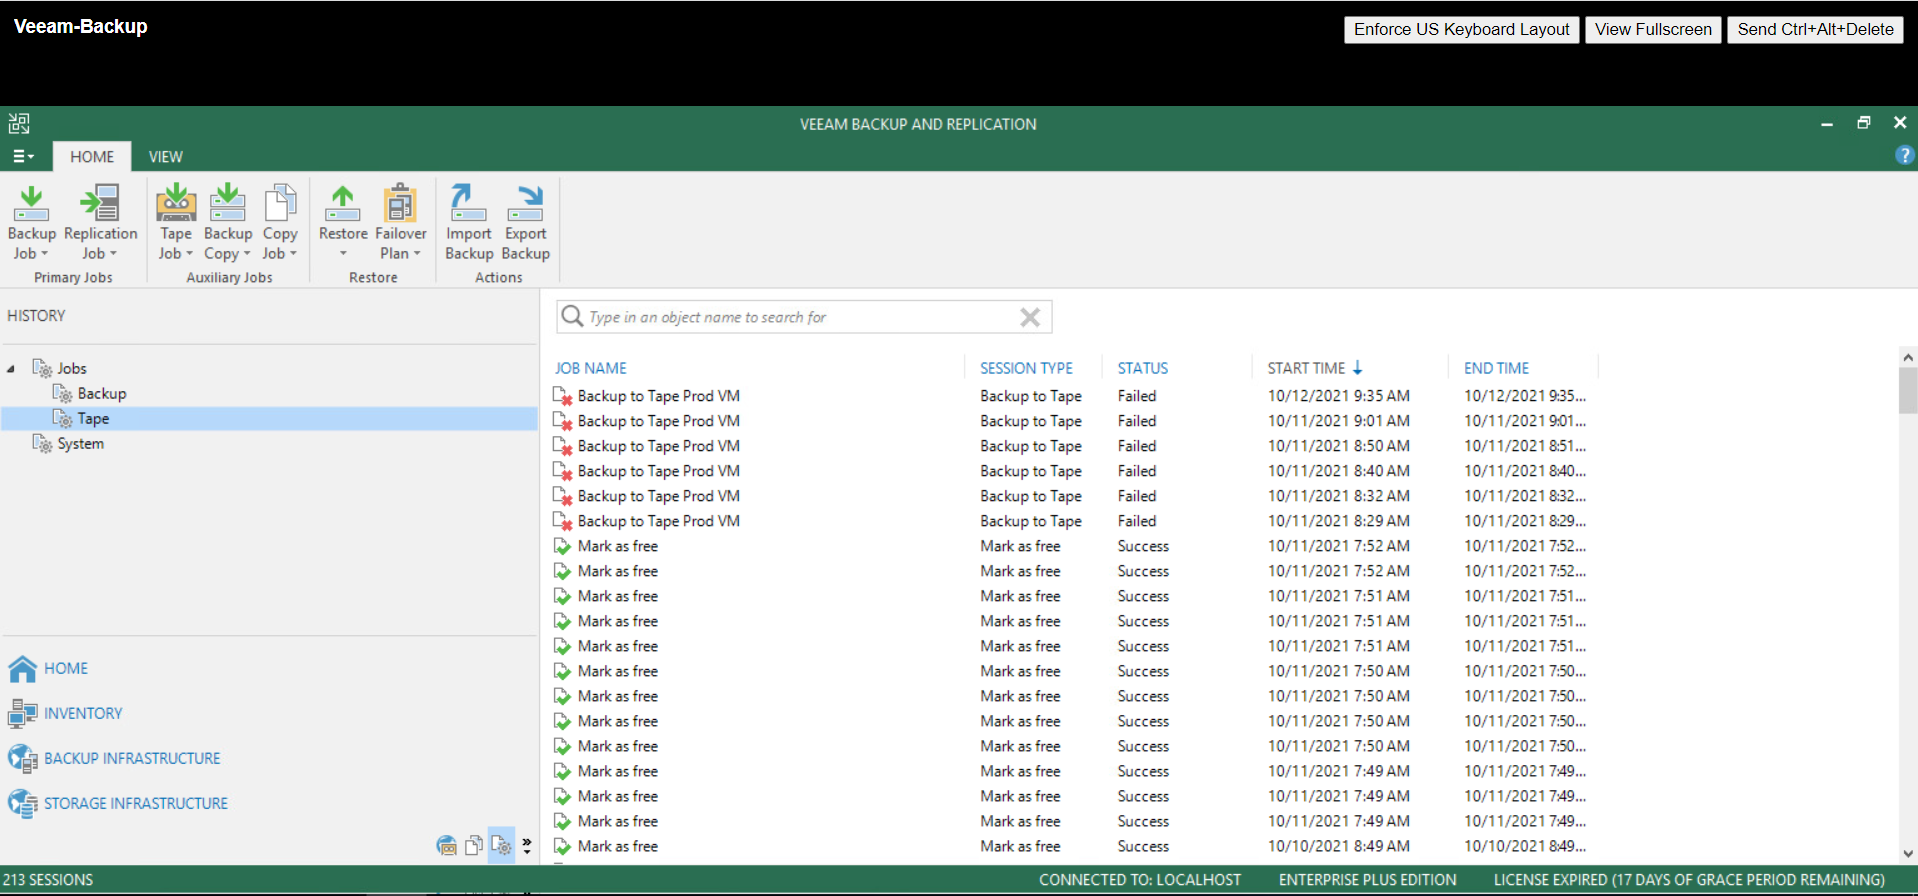 Veeam-Backup
Enforce US Keyboard Layout View Fullscreen Send Ctrl+Alt+Delete
VEEAM BACKUP AND REPLICATION
HOME VIEW
Backup Job
Replication Job
Primary Jobs
Tape Job
Backup Copy
Copy Job
Auxiliary Jobs
Restore
Failover Plan
Restore
Import Backup
Export Backup
Actions
HISTORY
Jobs
Backup
Tape
System
HOME
INVENTORY
BACKUP INFRASTRUCTURE
STORAGE INFRASTRUCTURE
Type in an object name to search for
JOB NAME SESSION TYPE STATUS START TIME END TIME
Backup to Tape Prod VM Backup to Tape Failed 10/12/2021 9:35 AM 10/12/2021 9:35...
Backup to Tape Prod VM Backup to Tape Failed 10/11/2021 9:01 AM 10/11/2021 9:01...
Backup to Tape Prod VM Backup to Tape Failed 10/11/2021 8:50 AM 10/11/2021 8:51...
Backup to Tape Prod VM Backup to Tape Failed 10/11/2021 8:40 AM 10/11/2021 8:40...
Backup to Tape Prod VM Backup to Tape Failed 10/11/2021 8:32 AM 10/11/2021 8:32...
Backup to Tape Prod VM Backup to Tape Failed 10/11/2021 8:29 AM 10/11/2021 8:29...
Mark as free Mark as free Success 10/11/2021 7:52 AM 10/11/2021 7:52...
Mark as free Mark as free Success 10/11/2021 7:52 AM 10/11/2021 7:52...
Mark as free Mark as free Success 10/11/2021 7:51 AM 10/11/2021 7:51...
Mark as free Mark as free Success 10/11/2021 7:51 AM 10/11/2021 7:51...
Mark as free Mark as free Success 10/11/2021 7:51 AM 10/11/2021 7:51...
Mark as free Mark as free Success 10/11/2021 7:50 AM 10/11/2021 7:50...
Mark as free Mark as free Success 10/11/2021 7:50 AM 10/11/2021 7:50...
Mark as free Mark as free Success 10/11/2021 7:50 AM 10/11/2021 7:50...
Mark as free Mark as free Success 10/11/2021 7:50 AM 10/11/2021 7:50...
Mark as free Mark as free Success 10/11/2021 7:49 AM 10/11/2021 7:49...
Mark as free Mark as free Success 10/11/2021 7:49 AM 10/11/2021 7:49...
Mark as free Mark as free Success 10/11/2021 7:49 AM 10/11/2021 7:49...
Mark as free Mark as free Success 10/10/2021 8:49 AM 10/10/2021 8:49...
213 SESSIONS CONNECTED TO: LOCALHOST ENTERPRISE PLUS EDITION LICENSE EXPIRED (17 DAYS OF GRACE PERIOD REMAINING)